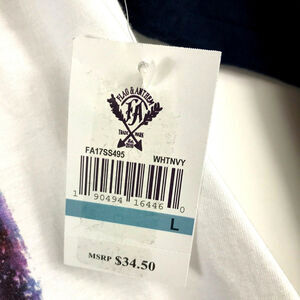 FLAG & ANTHEM
FA
TRADE MARK
FA17SS495 WHTNVY
1 90494 16446 0
L
MSRP $34.50